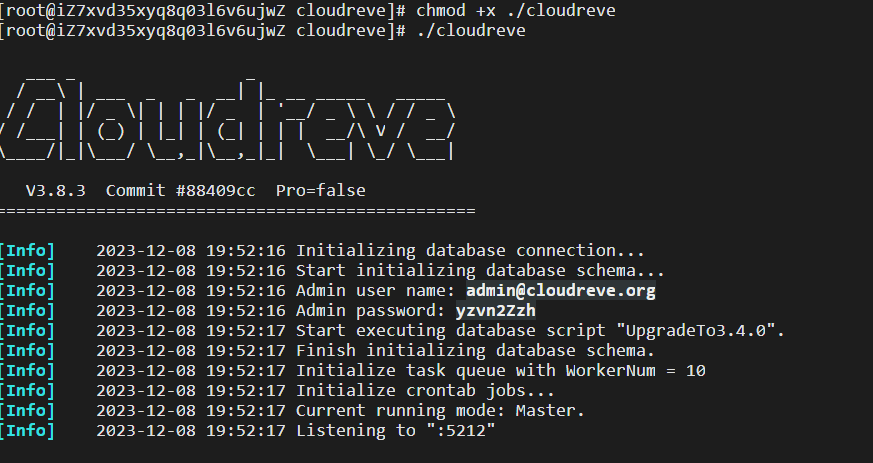 [root@iZ7xvd35xyq8q03l6v6ujwZ cloudreve]# chmod +x ./cloudreve
[root@iZ7xvd35xyq8q03l6v6ujwZ cloudreve]# ./cloudreve
Cloudreve
V3.8.3  Commit #88409cc  Pro=false
================================================
[Info]    2023-12-08 19:52:16 Initializing database connection...
[Info]    2023-12-08 19:52:16 Start initializing database schema...
[Info]    2023-12-08 19:52:16 Admin user name: admin@cloudreve.org
[Info]    2023-12-08 19:52:16 Admin password: yzvn2Zzh
[Info]    2023-12-08 19:52:17 Start executing database script "UpgradeTo3.4.0".
[Info]    2023-12-08 19:52:17 Finish initializing database schema.
[Info]    2023-12-08 19:52:17 Initialize task queue with WorkerNum = 10
[Info]    2023-12-08 19:52:17 Initialize crontab jobs...
[Info]    2023-12-08 19:52:17 Current running mode: Master.
[Info]    2023-12-08 19:52:17 Listening to ":5212"